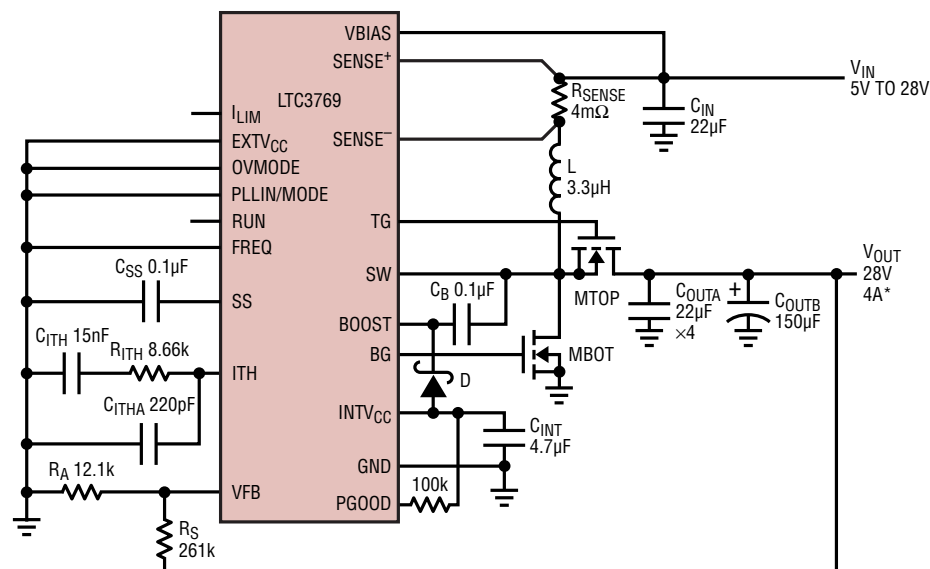 VBIAS
SENSE+
LTC3769
ILIM
EXTVCC
SENSE–
OVMODE
PLLIN/MODE
RUN
TG
FREQ
SW
CSS 0.1µF
SS
CB 0.1µF
BOOST
CITH 15nF
RITH 8.66k
BG
ITH
CITHA 220pF
D
INTVCC
CINT
4.7µF
GND
RA 12.1k
VFB
100k
PGOOD
RS
261k
RSENSE
4mΩ
CIN
22µF
VIN
5V TO 28V
L
3.3µH
MTOP
MBOT
COUTA
22µF
×4
+
COUTB
150µF
VOUT
28V
4A*